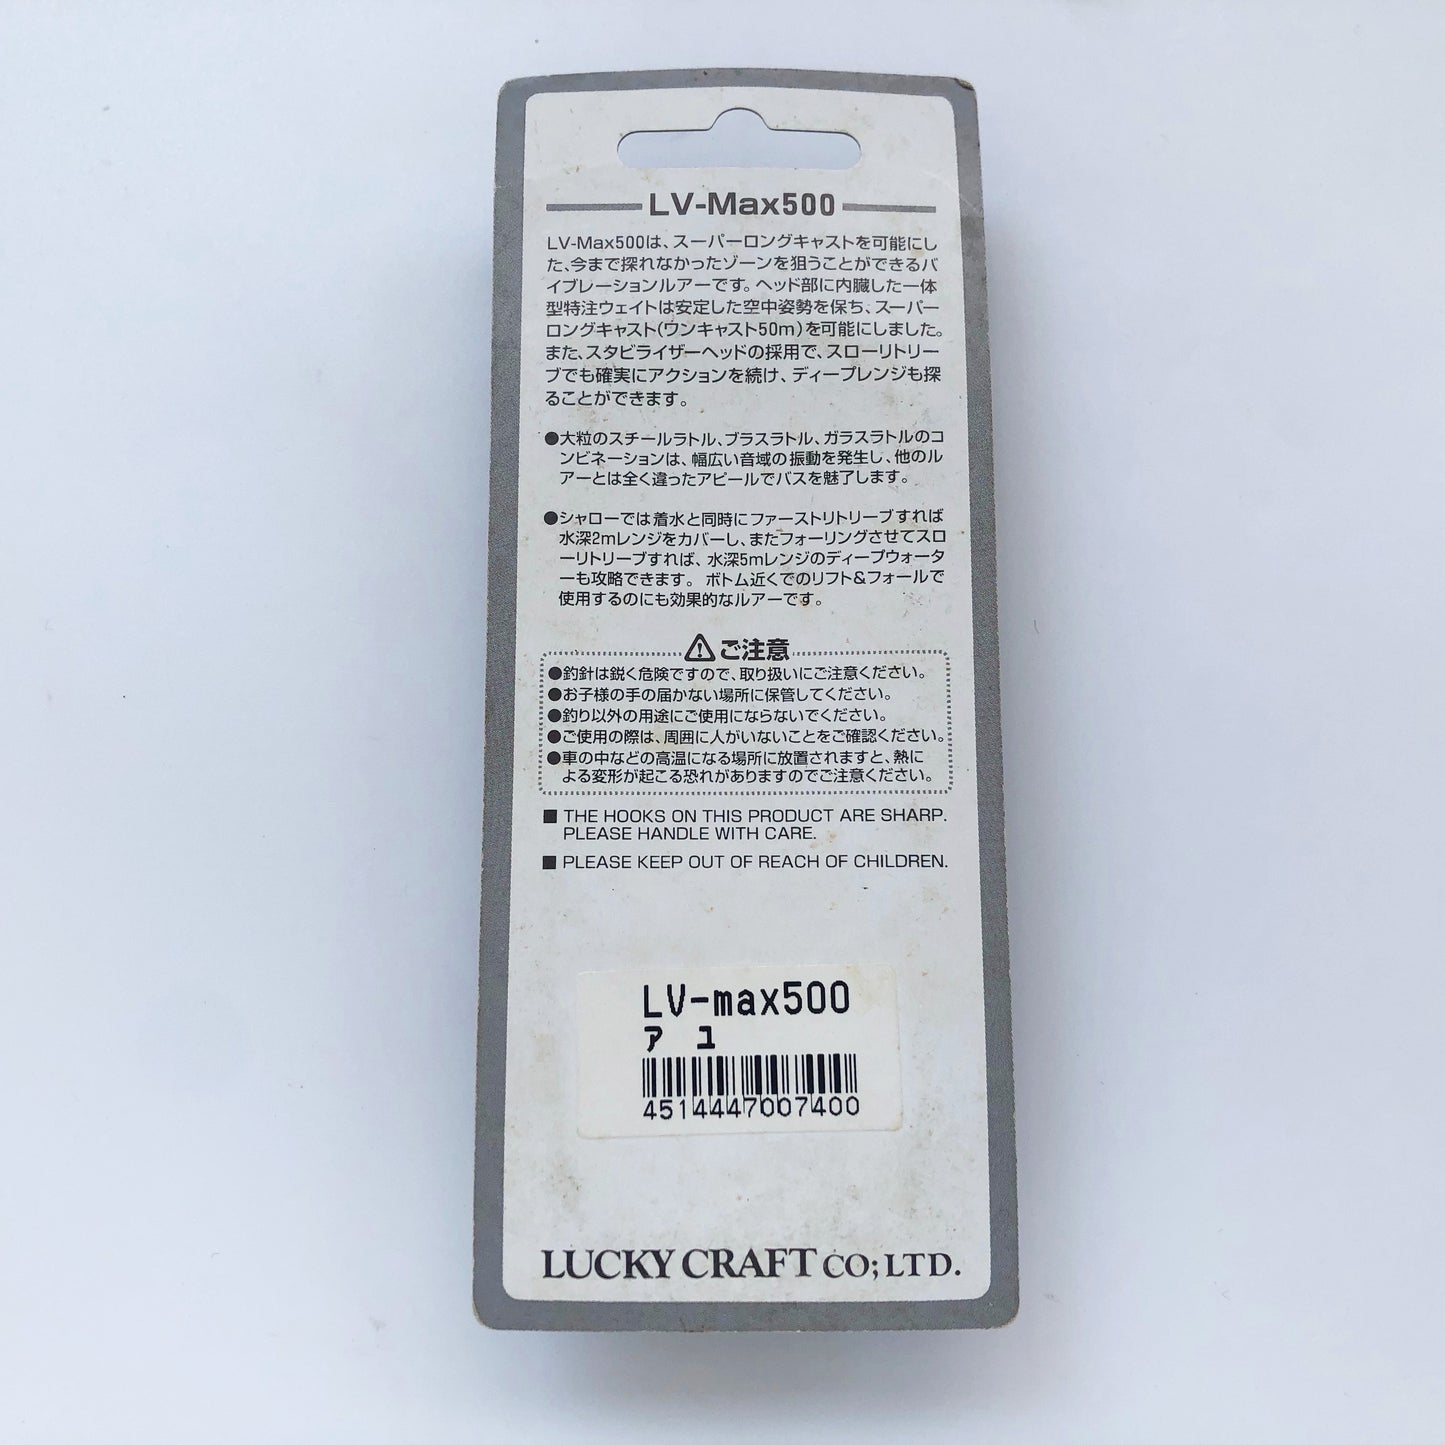 LV-Max500
LV-Max500は、スーパーロングキャストを可能にし
た、今まで探れなかったゾーンを狙うことができるバ
イブレーションルアーです。ヘッド部に内臓した一体
型特注ウェイトは安定した空中姿勢を保ち、スーパー
ロングキャスト(ワンキャスト50m)を可能にしました。
また、スタビライザーヘッドの採用で、スローリトリー
ブでも確実にアクションを続け、ディープレンジも探
ることができます。
●大粒のスチールラトル、ブラスラトル、ガラスラトルのコ
ンビネーションは、幅広い音域の振動を発生し、他のル
アーとは全く違ったアピールでバスを魅了します。
●シャローでは着水と同時にファーストリトリーブすれば
水深2mレンジをカバーし、またフォーリングさせてスロ
ーリトリーブすれば、水深5mレンジのディープウォータ
ーも攻略できます。ボトム近くでのリフト&フォールで
使用するのにも効果的なルアーです。
⚠ご注意
●釣針は鋭く危険ですので、取り扱いにご注意ください。
●お子様の手の届かない場所に保管してください。
●釣り以外の用途にご使用にならないでください。
●ご使用の際は、周囲に人がいないことをご確認ください。
●車の中などの高温になる場所に放置されますと、熱に
よる変形が起こる恐れがありますのでご注意ください。
■ THE HOOKS ON THIS PRODUCT ARE SHARP.
PLEASE HANDLE WITH CARE.
■ PLEASE KEEP OUT OF REACH OF CHILDREN.
LV-max500
ア ユ
4514447007400
LUCKY CRAFT CO;LTD.